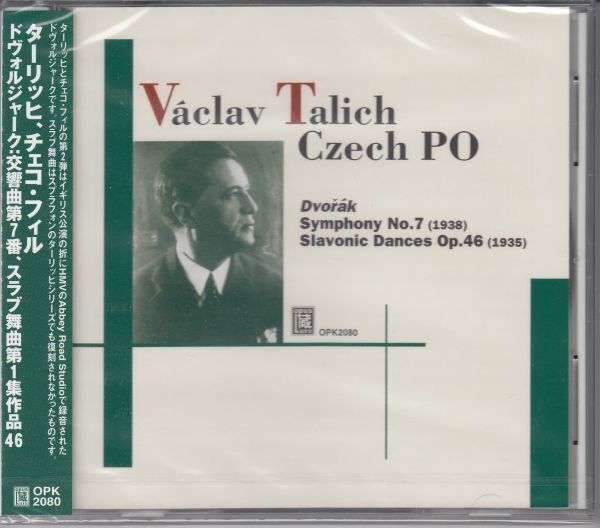 ターリッヒ、チェコ・フィル
ドヴォルジャーク:交響曲第7番、スラブ舞曲第1集作品46
ターリッヒとチェコ・フィルの第2弾はイギリス公演の折にHMVのAbbey Road Studioで録音された
ドヴォルジャークです。スラブ舞曲はスプラフォンのターリッヒシリーズでも復刻されなかったものです。
蔵
OPK
2080
Václav Talich
Czech PO
Dvořák
Symphony No.7 (1938)
Slavonic Dances Op.46 (1935)
蔵
OPK2080